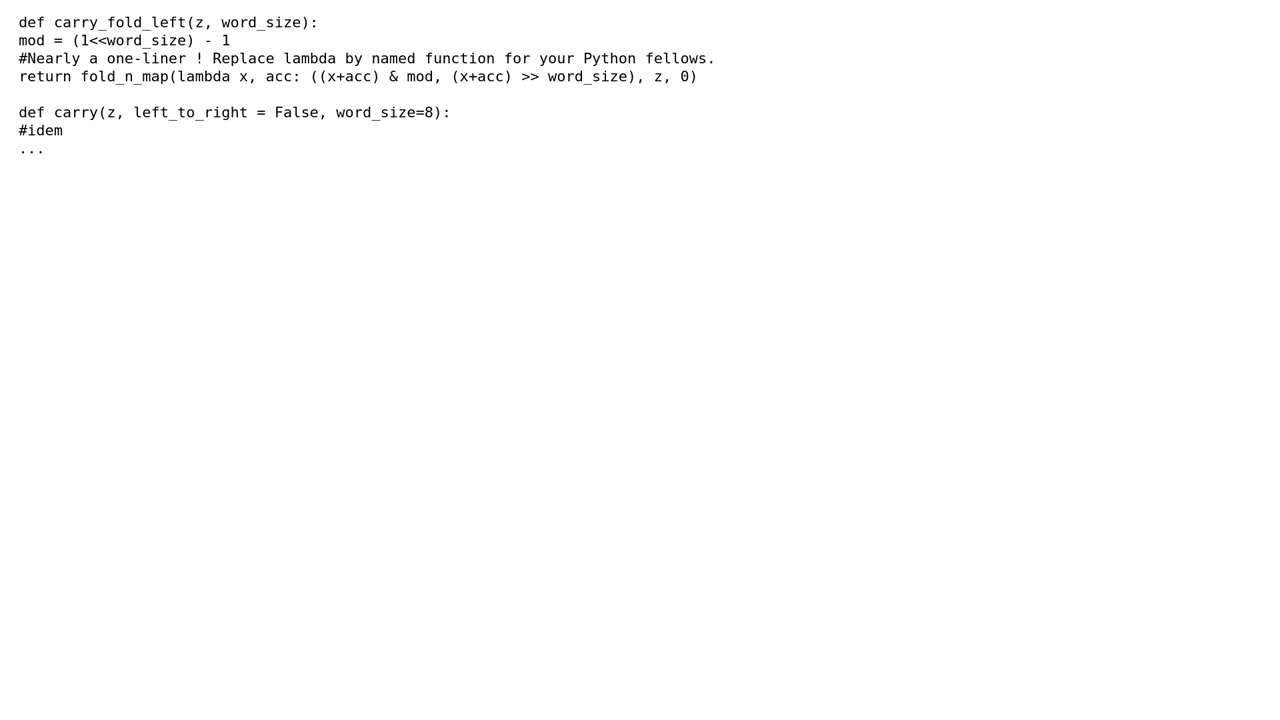 def carry_fold_left(z, word_size):
mod = (1<<word_size) - 1
#Nearly a one-liner ! Replace lambda by named function for your Python fellows.
return fold_n_map(lambda x, acc: ((x+acc) & mod, (x+acc) >> word_size), z, 0)

def carry(z, left_to_right = False, word_size=8):
#idem
...